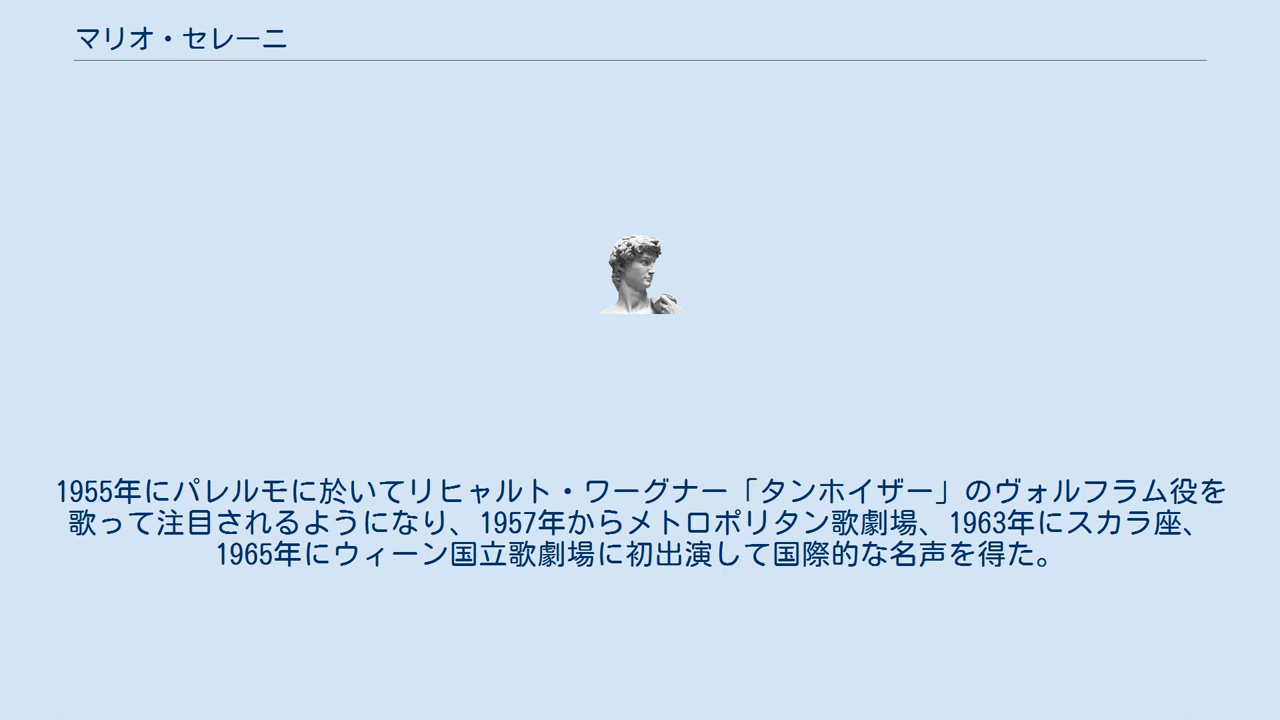 マリオ・セレーニ
1955年にパレルモに於いてリヒャルト・ワーグナー「タンホイザー」のヴォルフラム役を
歌って注目されるようになり、1957年からメトロポリタン歌劇場、1963年にスカラ座、
1965年にウィーン国立歌劇場に初出演して国際的な名声を得た。